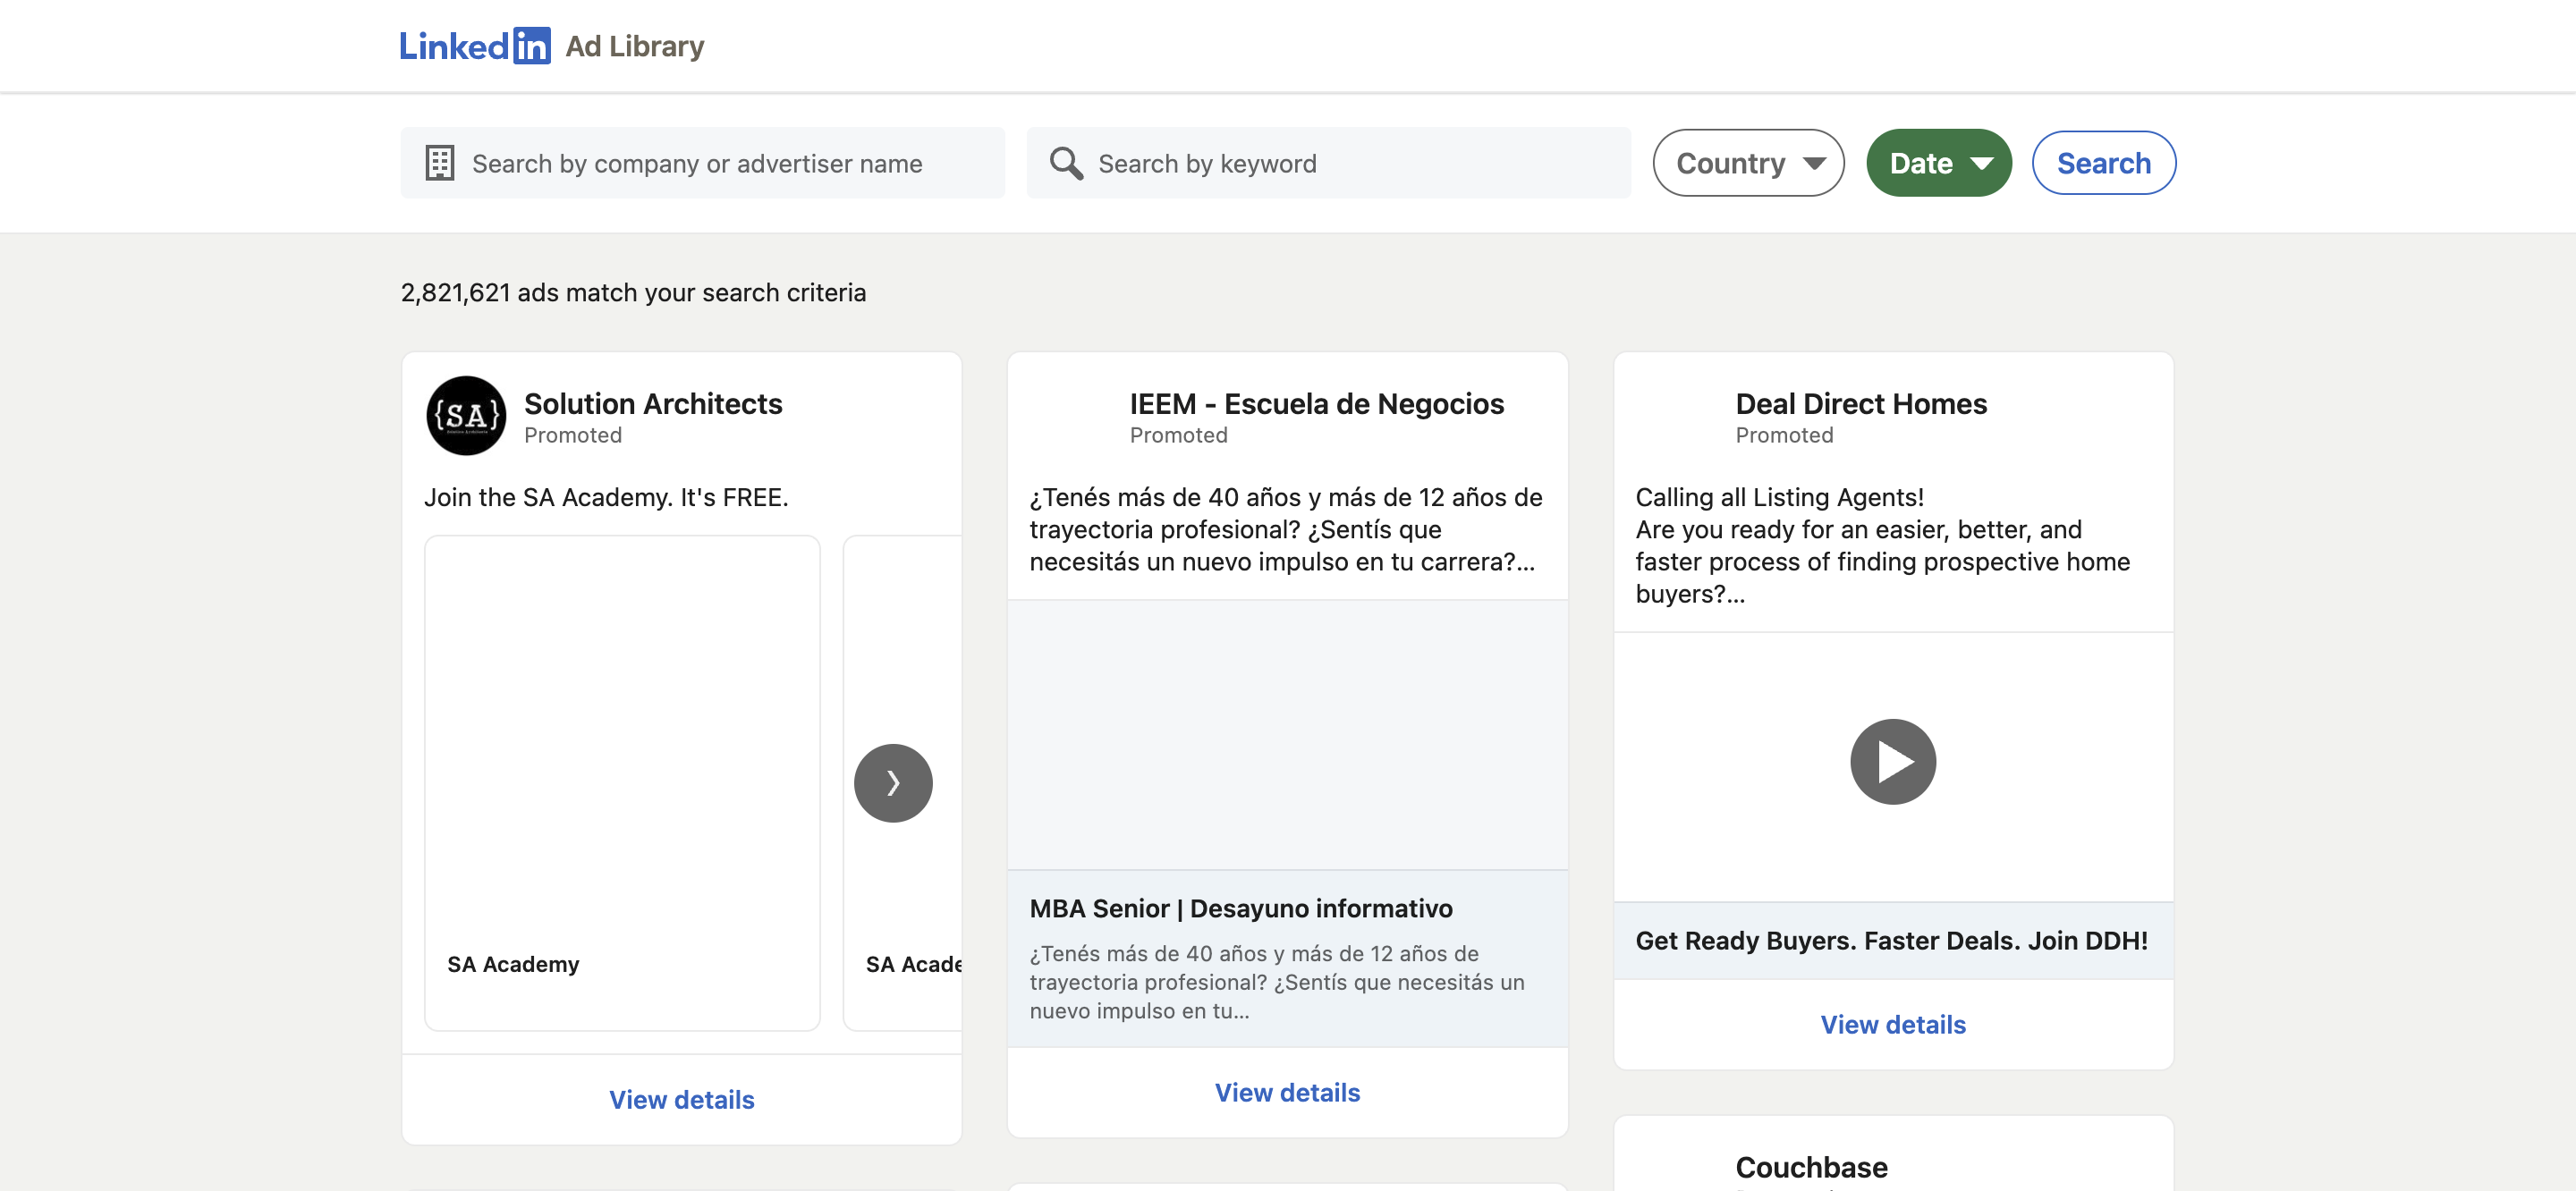 Linkedin Ad Library
Search by company or advertiser name
Search by keyword
Country
Date
Search
2,821,621 ads match your search criteria
{SA}
Solution Architects
Promoted
Join the SA Academy. It's FREE.
SA Academy
SA Acade
View details
IEEM - Escuela de Negocios
Promoted
¿Tenés más de 40 años y más de 12 años de
trayectoria profesional? ¿Sentís que
necesitás un nuevo impulso en tu carrera?...
MBA Senior | Desayuno informativo
¿Tenés más de 40 años y más de 12 años de
trayectoria profesional? ¿Sentís que necesitás un
nuevo impulso en tu...
View details
Deal Direct Homes
Promoted
Calling all Listing Agents!
Are you ready for an easier, better, and
faster process of finding prospective home
buyers?...
Get Ready Buyers. Faster Deals. Join DDH!
View details
Couchbase